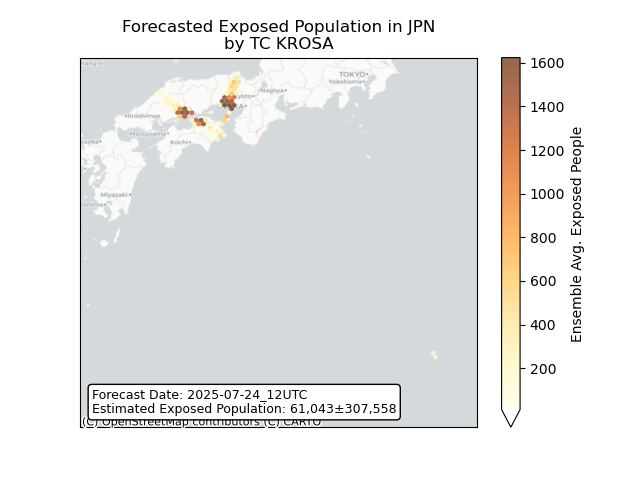 Forecasted Exposed Population in JPN
by TC KROSA
TOKYO
Yokohama
Nagoya
Hiroshima
Matsuyama
Kochi
Miyazaki
1600
1400
1200
1000
800
600
400
200
Ensemble Avg. Exposed People
Forecast Date: 2025-07-24_12UTC
Estimated Exposed Population: 61,043±307,558
(C) OpenStreetMap contributors (C) CARTO